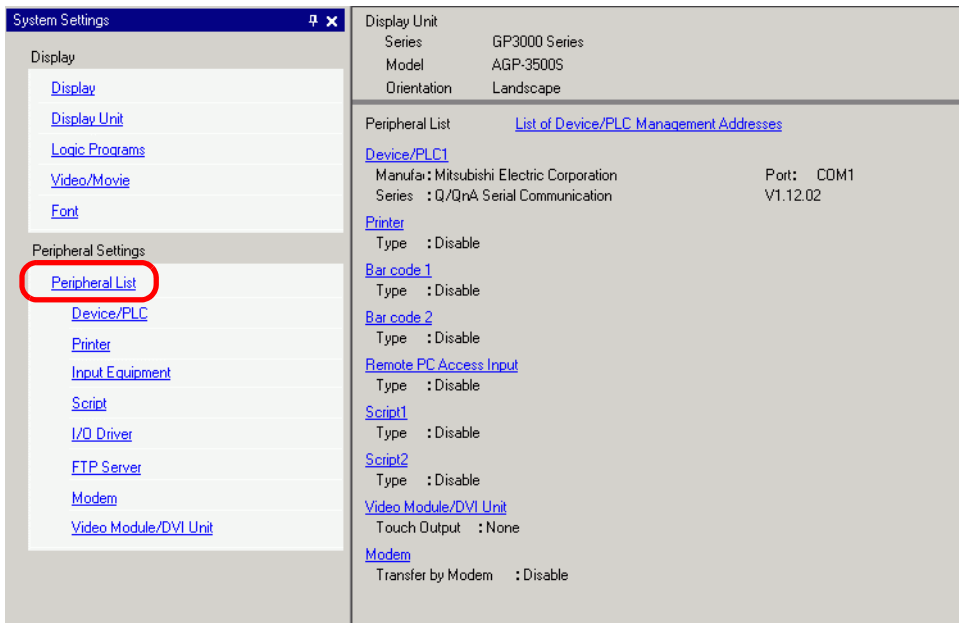 System Settings
Display
Display
Display Unit
Logic Programs
Video/Movie
Font
Peripheral Settings
Peripheral List
Device/PLC
Printer
Input Equipment
Script
I/O Driver
FTP Server
Modem
Video Module/DVI Unit
Display Unit
Series GP3000 Series
Model AGP-3500S
Orientation Landscape
Peripheral List List of Device/PLC Management Addresses
Device/PLC1
Manufa: Mitsubishi Electric Corporation Port: COM1
Series : Q/QnA Serial Communication V1.12.02
Printer
Type : Disable
Bar code 1
Type : Disable
Bar code 2
Type : Disable
Remote PC Access Input
Type : Disable
Script1
Type : Disable
Script2
Type : Disable
Video Module/DVI Unit
Touch Output : None
Modem
Transfer by Modem : Disable